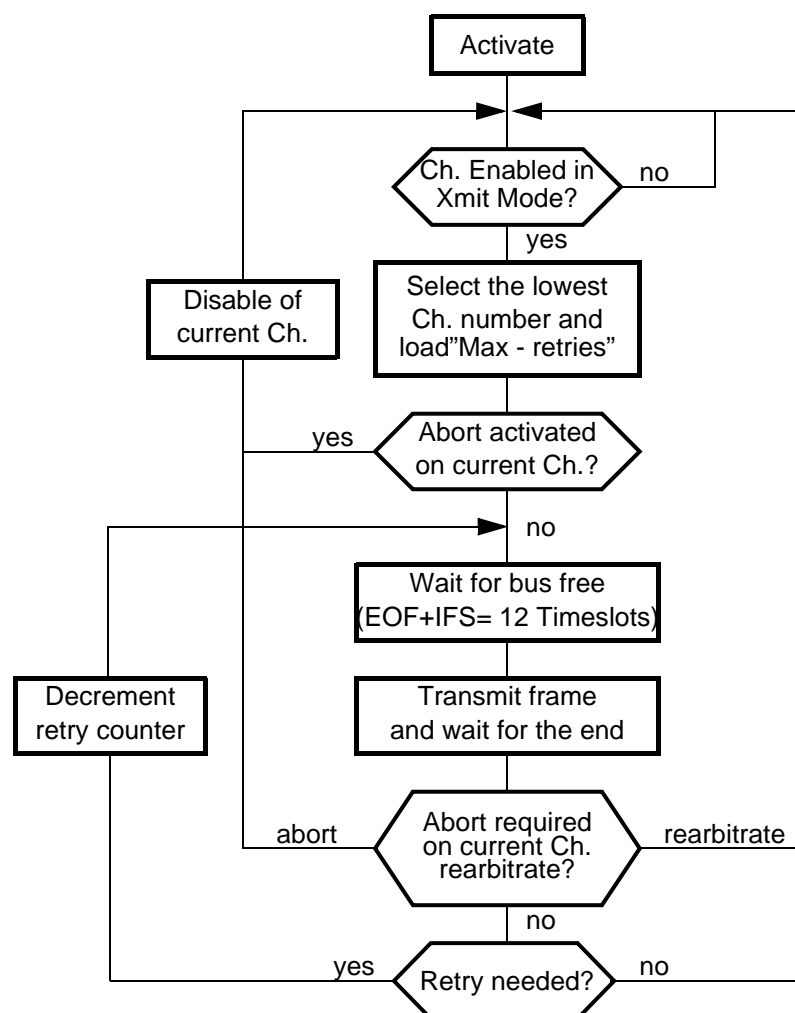 Activate
Ch. Enabled in
Xmit Mode?
no
yes
Select the lowest
Ch. number and
load”Max - retries”
Disable of
current Ch.
Abort activated
on current Ch.?
yes
no
Wait for bus free
(EOF+IFS= 12 Timeslots)
Decrement
retry counter
Transmit frame
and wait for the end
Abort required
on current Ch.
rearbitrate?
abort
rearbitrate
no
Retry needed?
yes
no